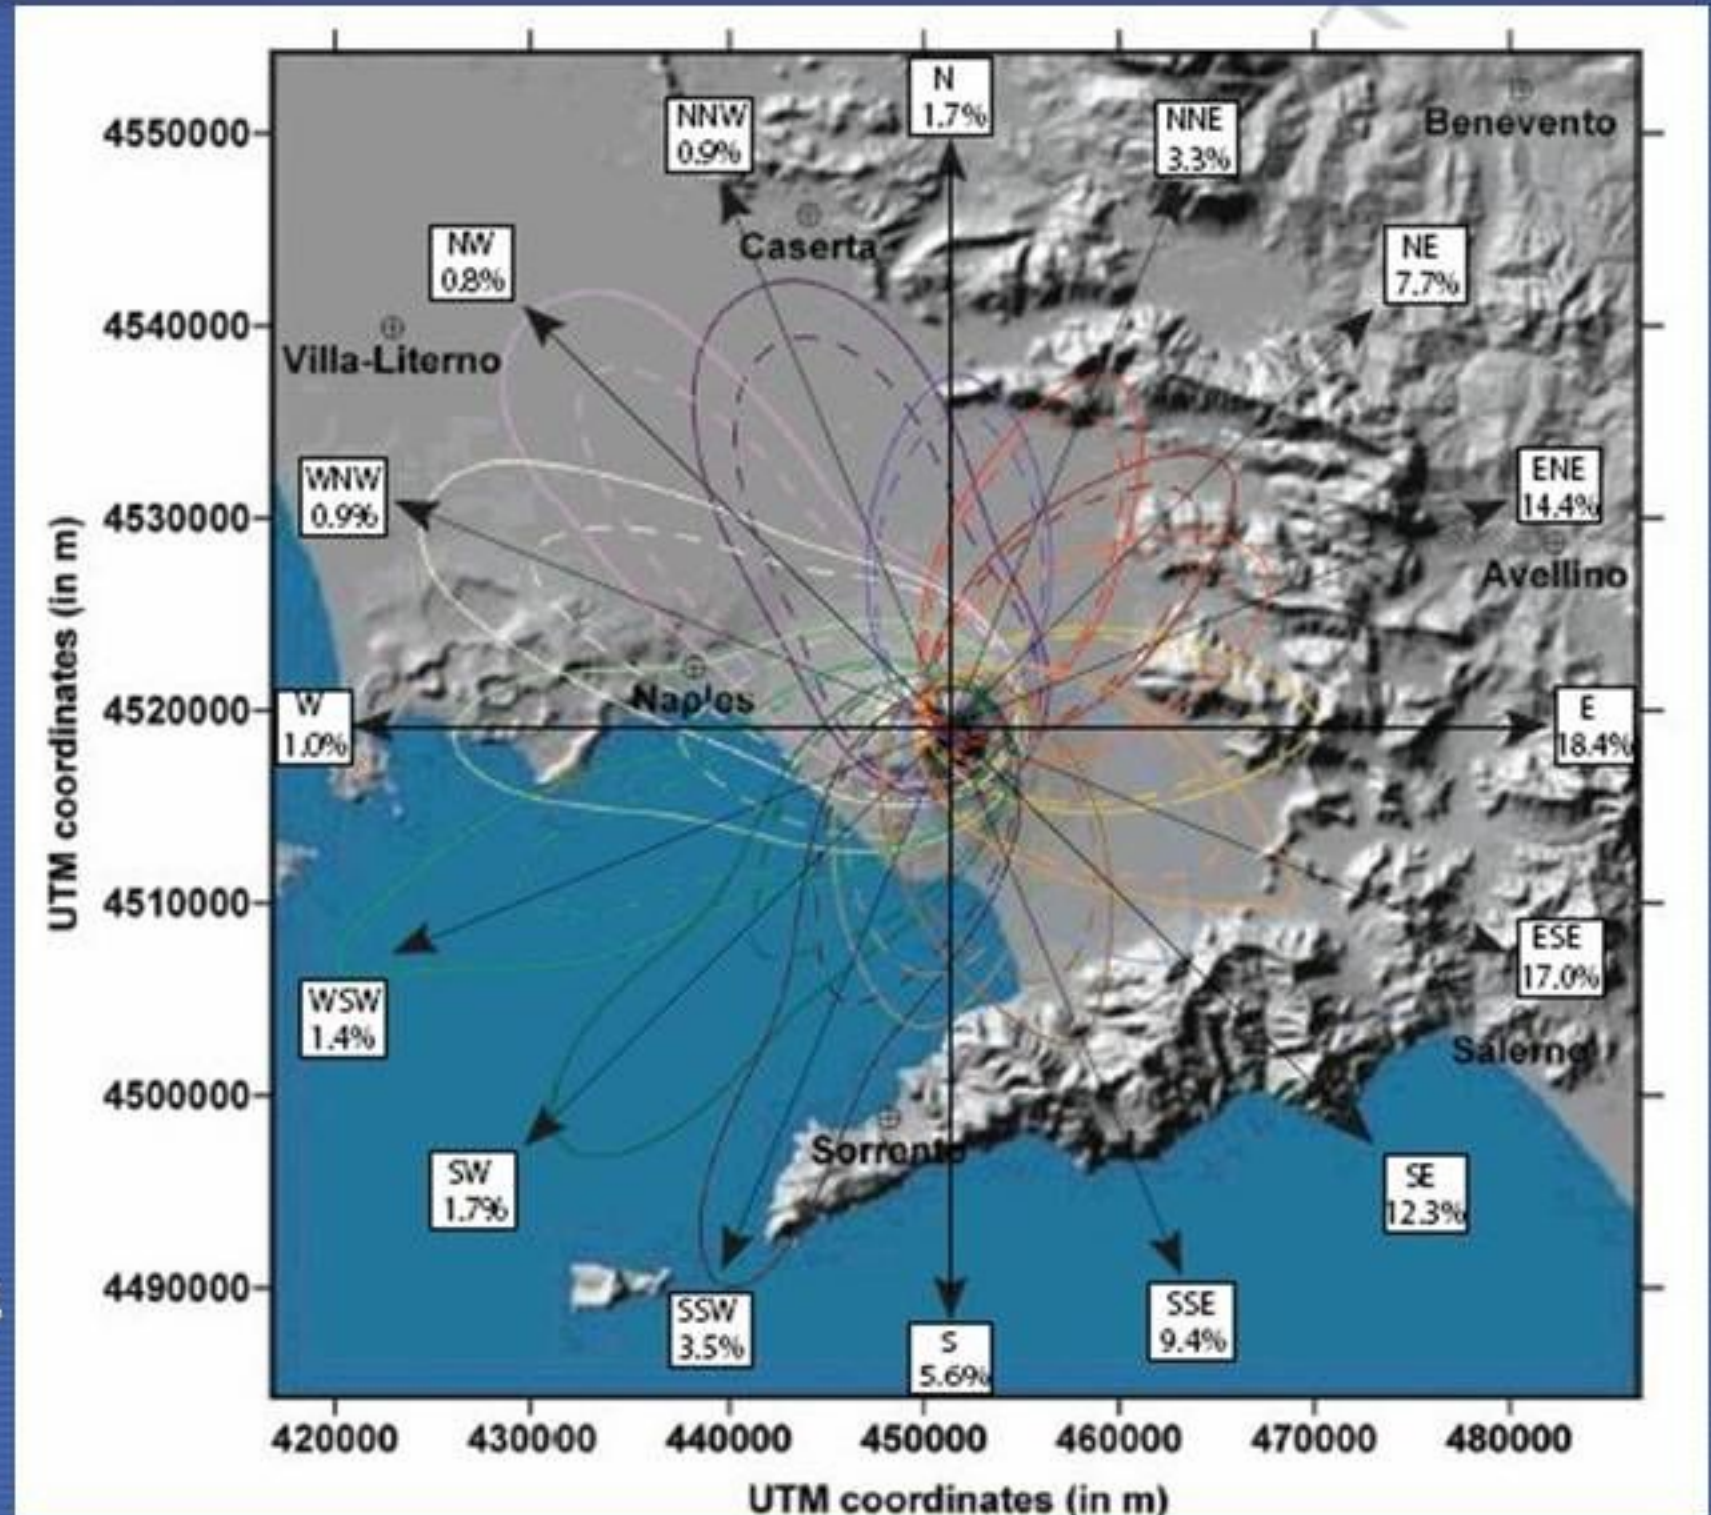 N
1.7%
NNW
0.9%
NNE
3.3%
Benevento
4550000
NW
0.8%
Caserta
NE
7.7%
4540000
Villa-Literno
WNW
0.9%
ENE
14.4%
4530000
Avellino
Naples
W
1.0%
4520000
E
18.4%
4510000
WSW
1.4%
ESE
17.0%
Salerno
4500000
Sorrento
SW
1.7%
SE
12.3%
4490000
SSW
3.5%
S
5.6%
SSE
9.4%
420000 430000 440000 450000 460000 470000 480000
UTM coordinates (in m)
UTM coordinates (in m)